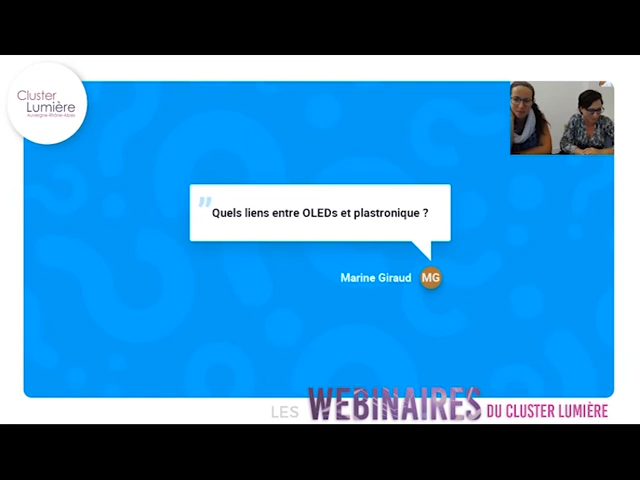 Cluster
Lumière
Auvergne-Rhône-Alpes
" Quels liens entre OLEDs et plastronique ?
Marine Giraud MG
LES WEBINAIRES DU CLUSTER LUMIÈRE